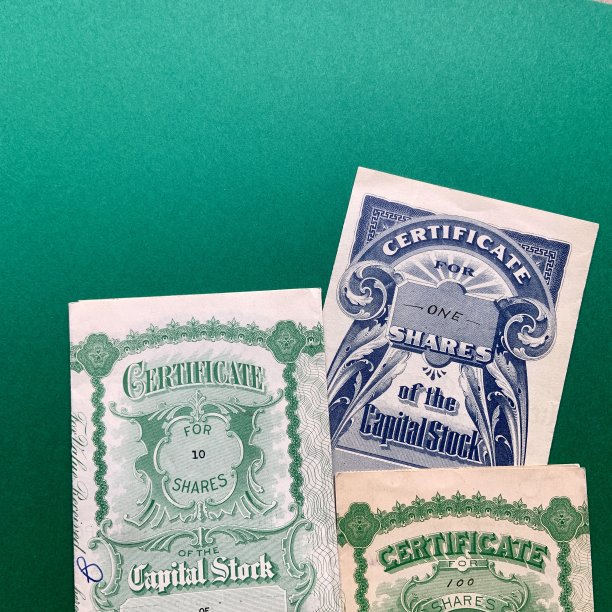 CERTIFICATE
FOR
ONE
SHARES
of the
Capital Stock
CERTIFICATE
FOR
10
SHARES
OF THE
Capital Stock
OF
CERTIFICATE
FOR
100
SHARES